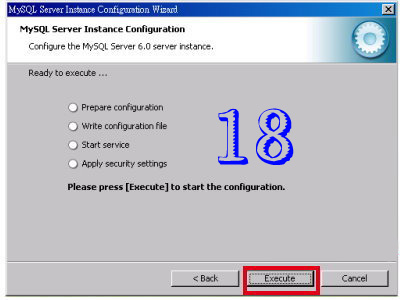 MySQL Server Instance Configuration Wizard
MySQL Server Instance Configuration
Configure the MySQL Server 6.0 server instance.
Ready to execute ...
Prepare configuration
Write configuration file
Start service
Apply security settings
18
Please press [Execute] to start the configuration.
< Back Execute Cancel